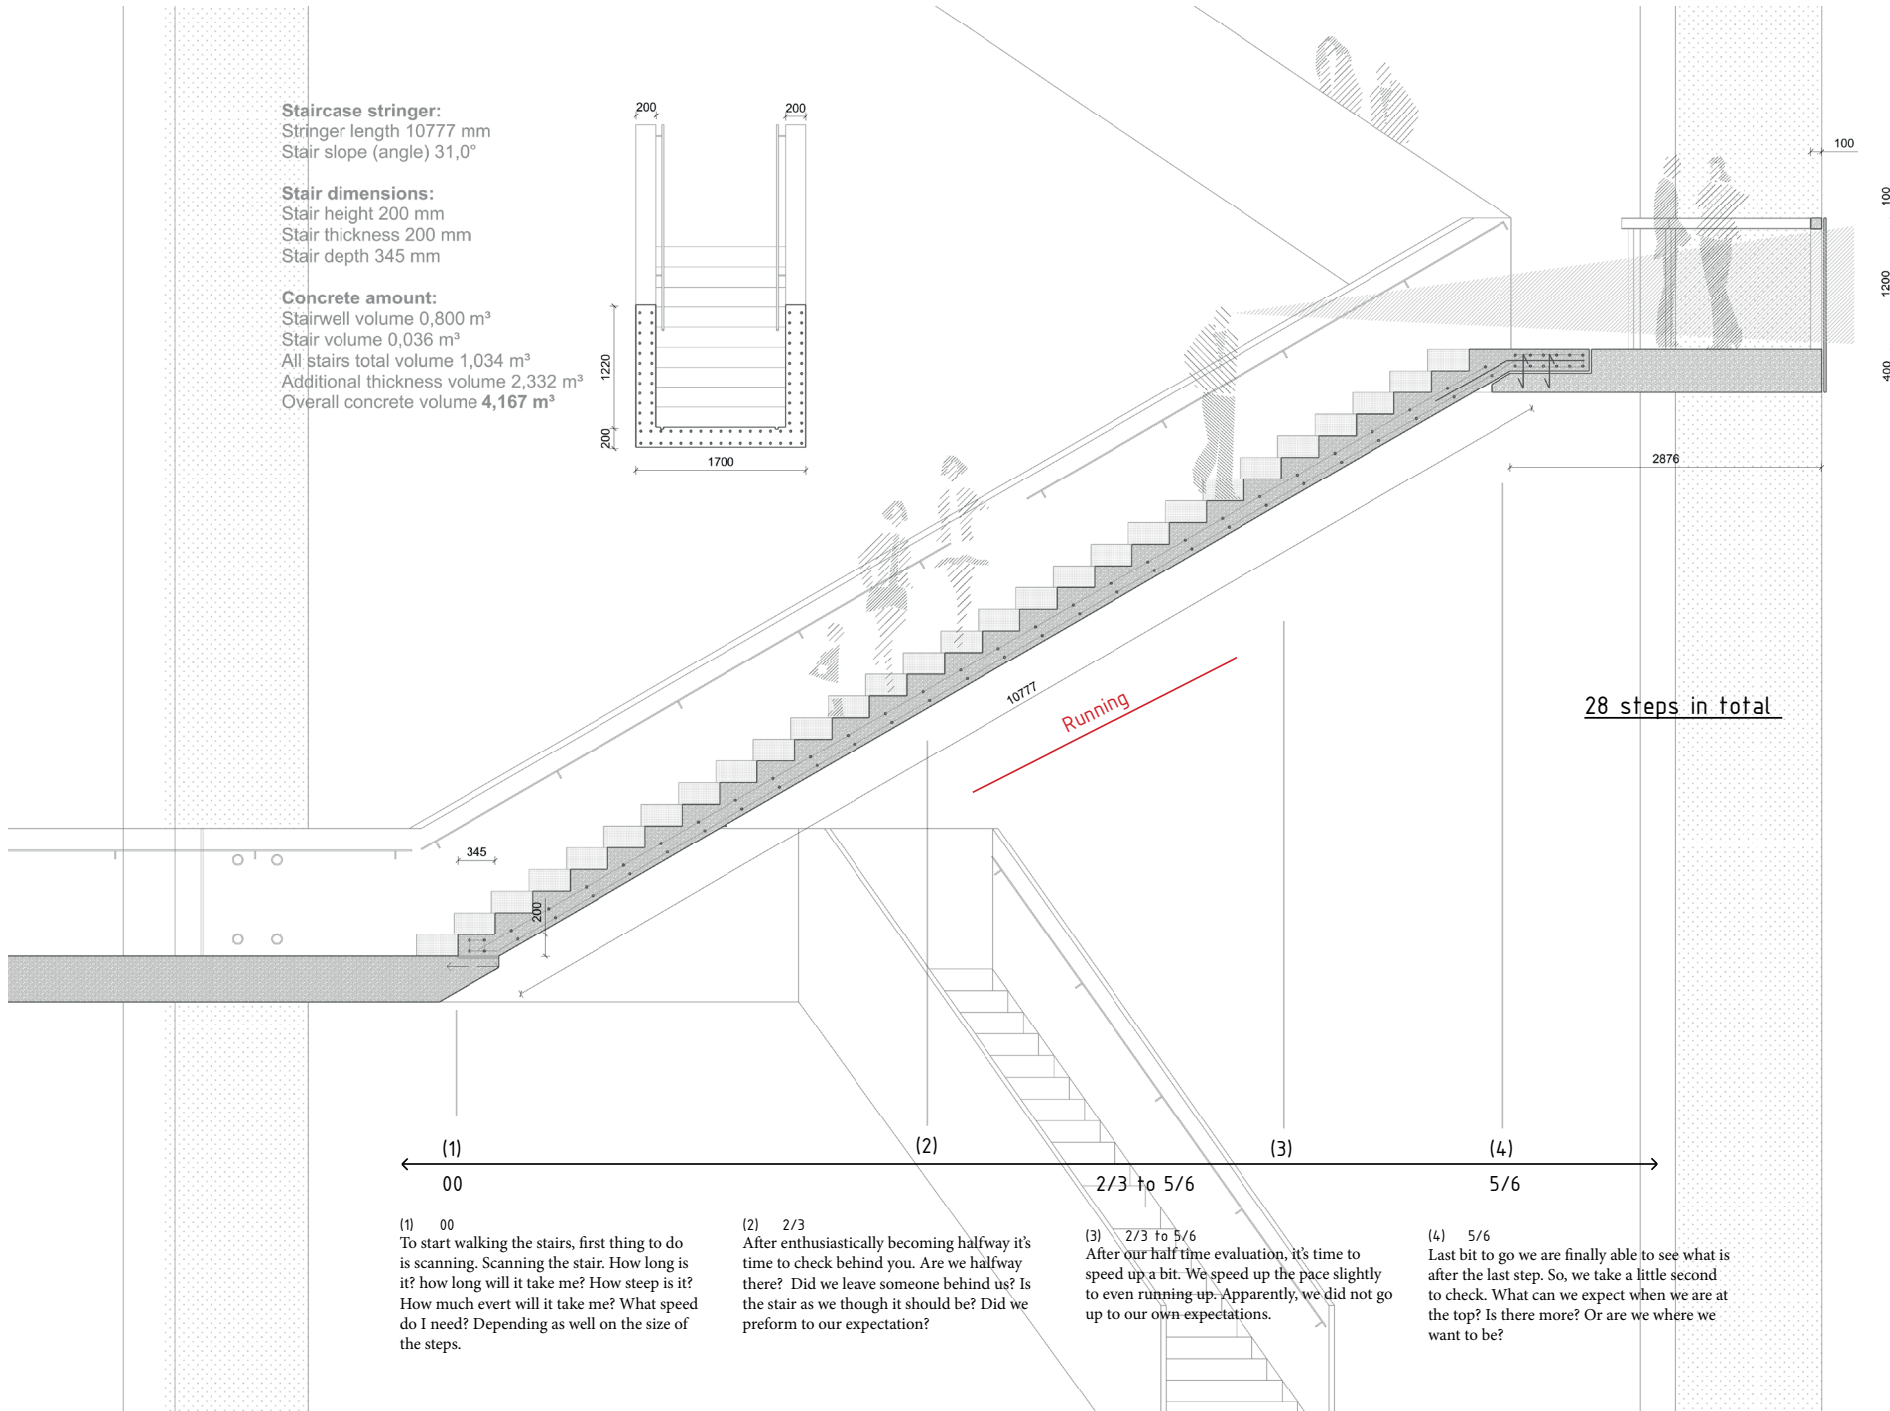 Staircase stringer:
Stringer length 10777 mm
Stair slope (angle) 31,0°
Stair dimensions:
Stair height 200 mm
Stair thickness 200 mm
Stair depth 345 mm
Concrete amount:
Stairwell volume 0,800 m³
Stair volume 0,036 m³
All stairs total volume 1,034 m³
Additional thickness volume 2,332 m³
Overall concrete volume 4,167 m³
200
200
1220
200
1700
100
100
1200
400
2876
10777
Running
28 steps in total
345
200
(1)
(2)
(3)
(4)
00
2/3 to 5/6
5/6
(1) 00
To start walking the stairs, first thing to do
is scanning. Scanning the stair. How long is
it? how long will it take me? How steep is it?
How much evert will it take me? What speed
do I need? Depending as well on the size of
the steps.
(2) 2/3
After enthusiastically becoming halfway it's
time to check behind you. Are we halfway
there? Did we leave someone behind us? Is
the stair as we though it should be? Did we
preform to our expectation?
(3) 2/3 to 5/6
After our half time evaluation, it's time to
speed up a bit. We speed up the pace slightly
to even running up. Apparently, we did not go
up to our own expectations.
(4) 5/6
Last bit to go we are finally able to see what is
after the last step. So, we take a little second
to check. What can we expect when we are at
the top? Is there more? Or are we where we
want to be?